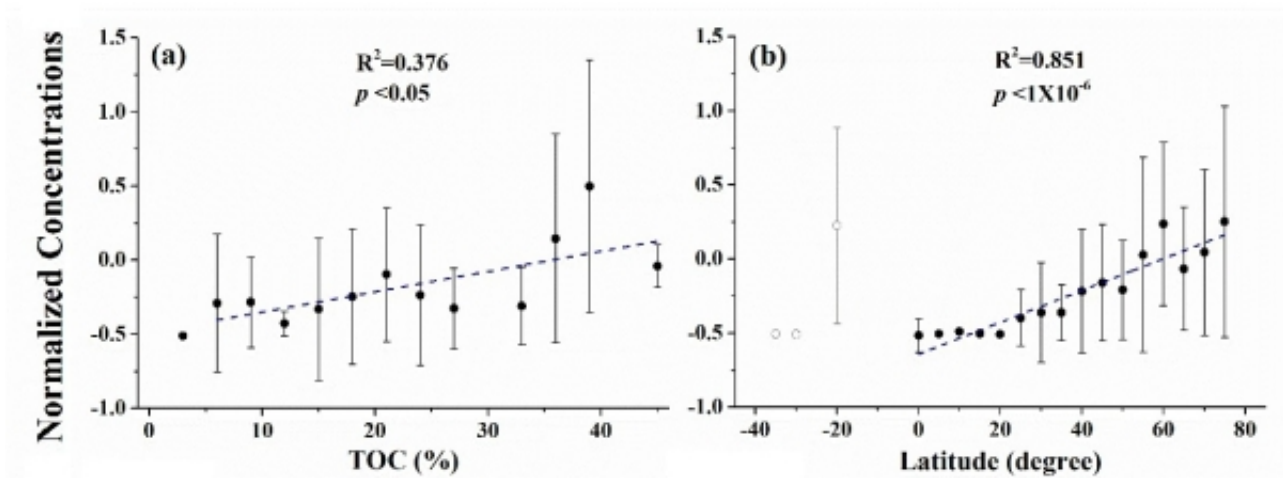 Normalized Concentrations
(a)
R²=0.376
p <0.05
1.5
1.0
0.5
0.0
-0.5
-1.0
0
10
20
30
40
TOC (%)
(b)
R²=0.851
p <1X10⁻⁶
1.5
1.0
0.5
0.0
-0.5
-1.0
-40
-20
0
20
40
60
80
Latitude (degree)